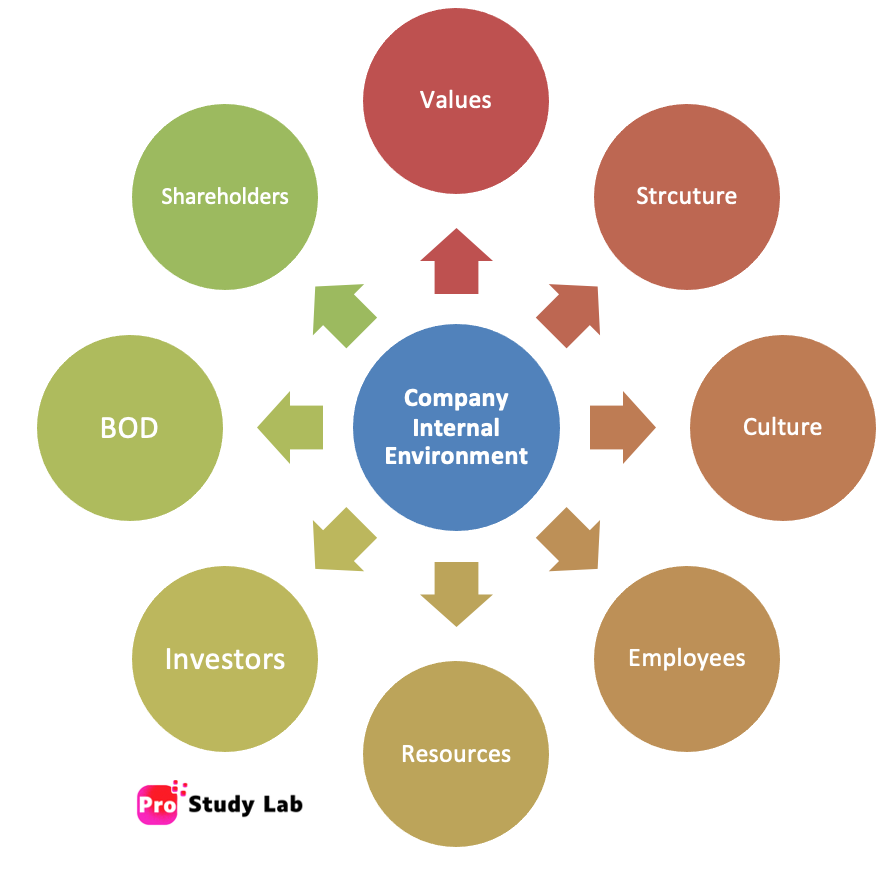 Values
Shareholders
Strcuture
Company
Internal
Environment
BOD
Culture
Investors
Employees
Resources
Pro Study Lab